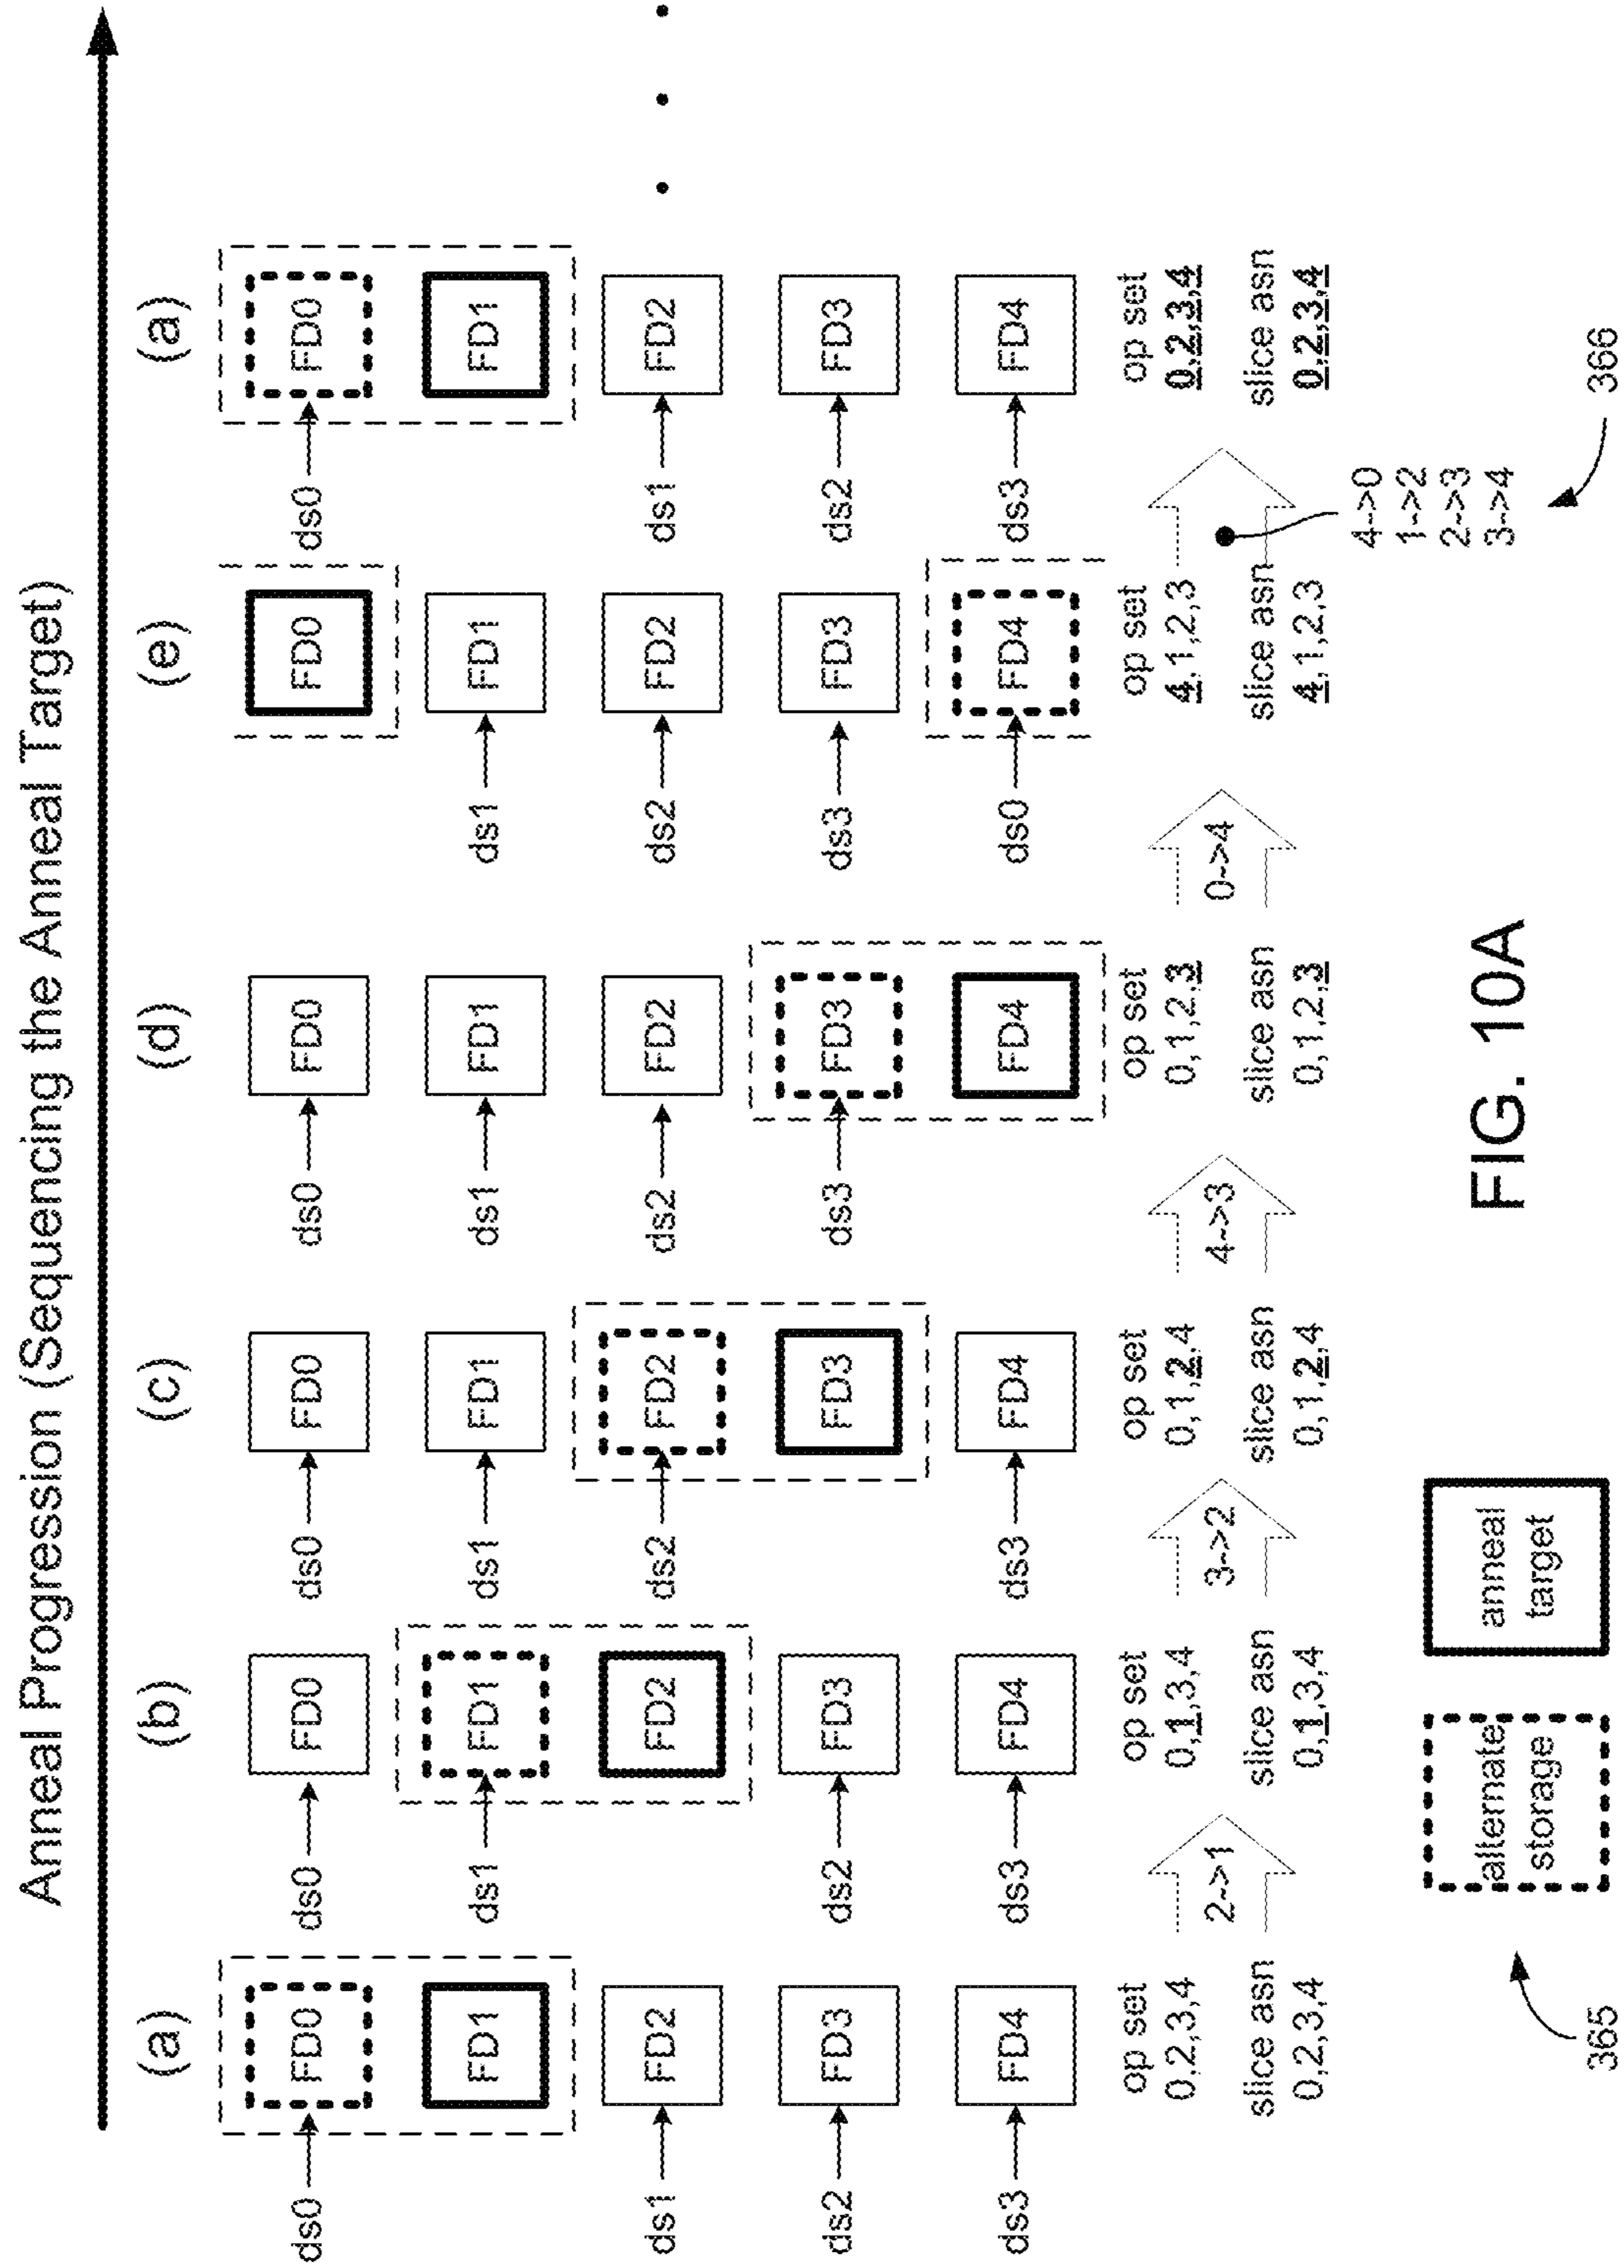 Anneal Progression (Sequencing the Anneal Target)
(a)
(b)
(c)
(d)
(e)
(a)
ds0
FD0
FD1
ds1
FD2
ds2
FD3
ds3
FD4
op set
0,2,3,4
slice asn
0,2,3,4
2->1
ds0
FD0
ds1
FD1
FD2
ds2
FD3
ds3
FD4
op set
0,1,3,4
slice asn
0,1,3,4
3->2
ds0
FD0
ds1
FD1
ds2
FD2
FD3
ds3
FD4
op set
0,1,2,4
slice asn
0,1,2,4
4->3
ds0
FD0
ds1
FD1
ds2
FD2
ds3
FD3
FD4
op set
0,1,2,3
slice asn
0,1,2,3
0->4
FD0
ds1
FD1
ds2
FD2
ds3
FD3
ds0
FD4
op set
4,1,2,3
slice asn
4,1,2,3
4->0
1->2
2->3
3->4
366
ds0
FD0
FD1
ds1
FD2
ds2
FD3
ds3
FD4
op set
0,2,3,4
slice asn
0,2,3,4
365
alternate
storage
anneal
target
FIG. 10A